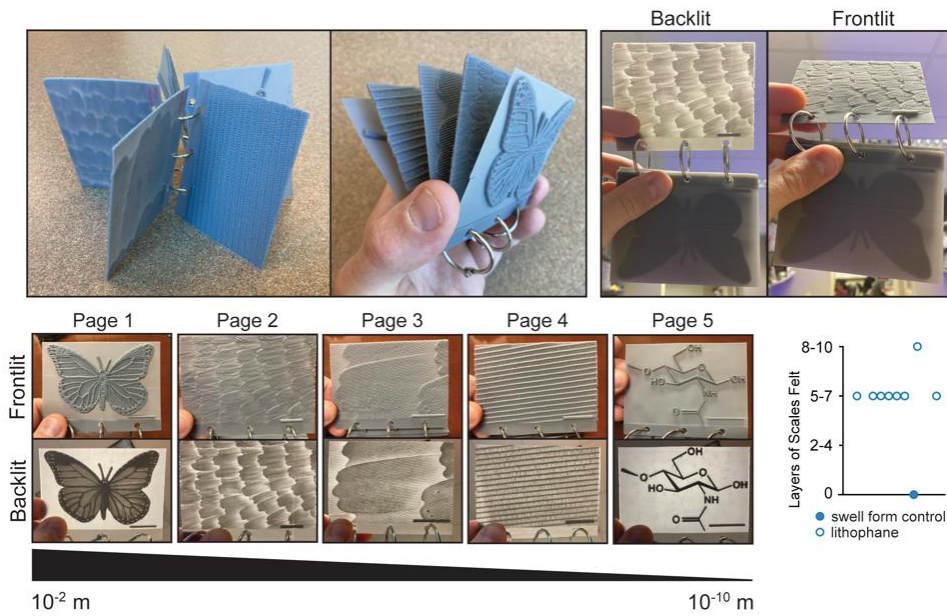 Backlit Frontlit
Page 1 Page 2 Page 3 Page 4 Page 5
Frontlit
OH
O
O
HO
OH
NH
O
Backlit
OH
O
O
HO
OH
NH
O
10-2 m 10-10 m
Layers of Scales Felt
8-10
5-7
2-4
0
swell form control
lithophane